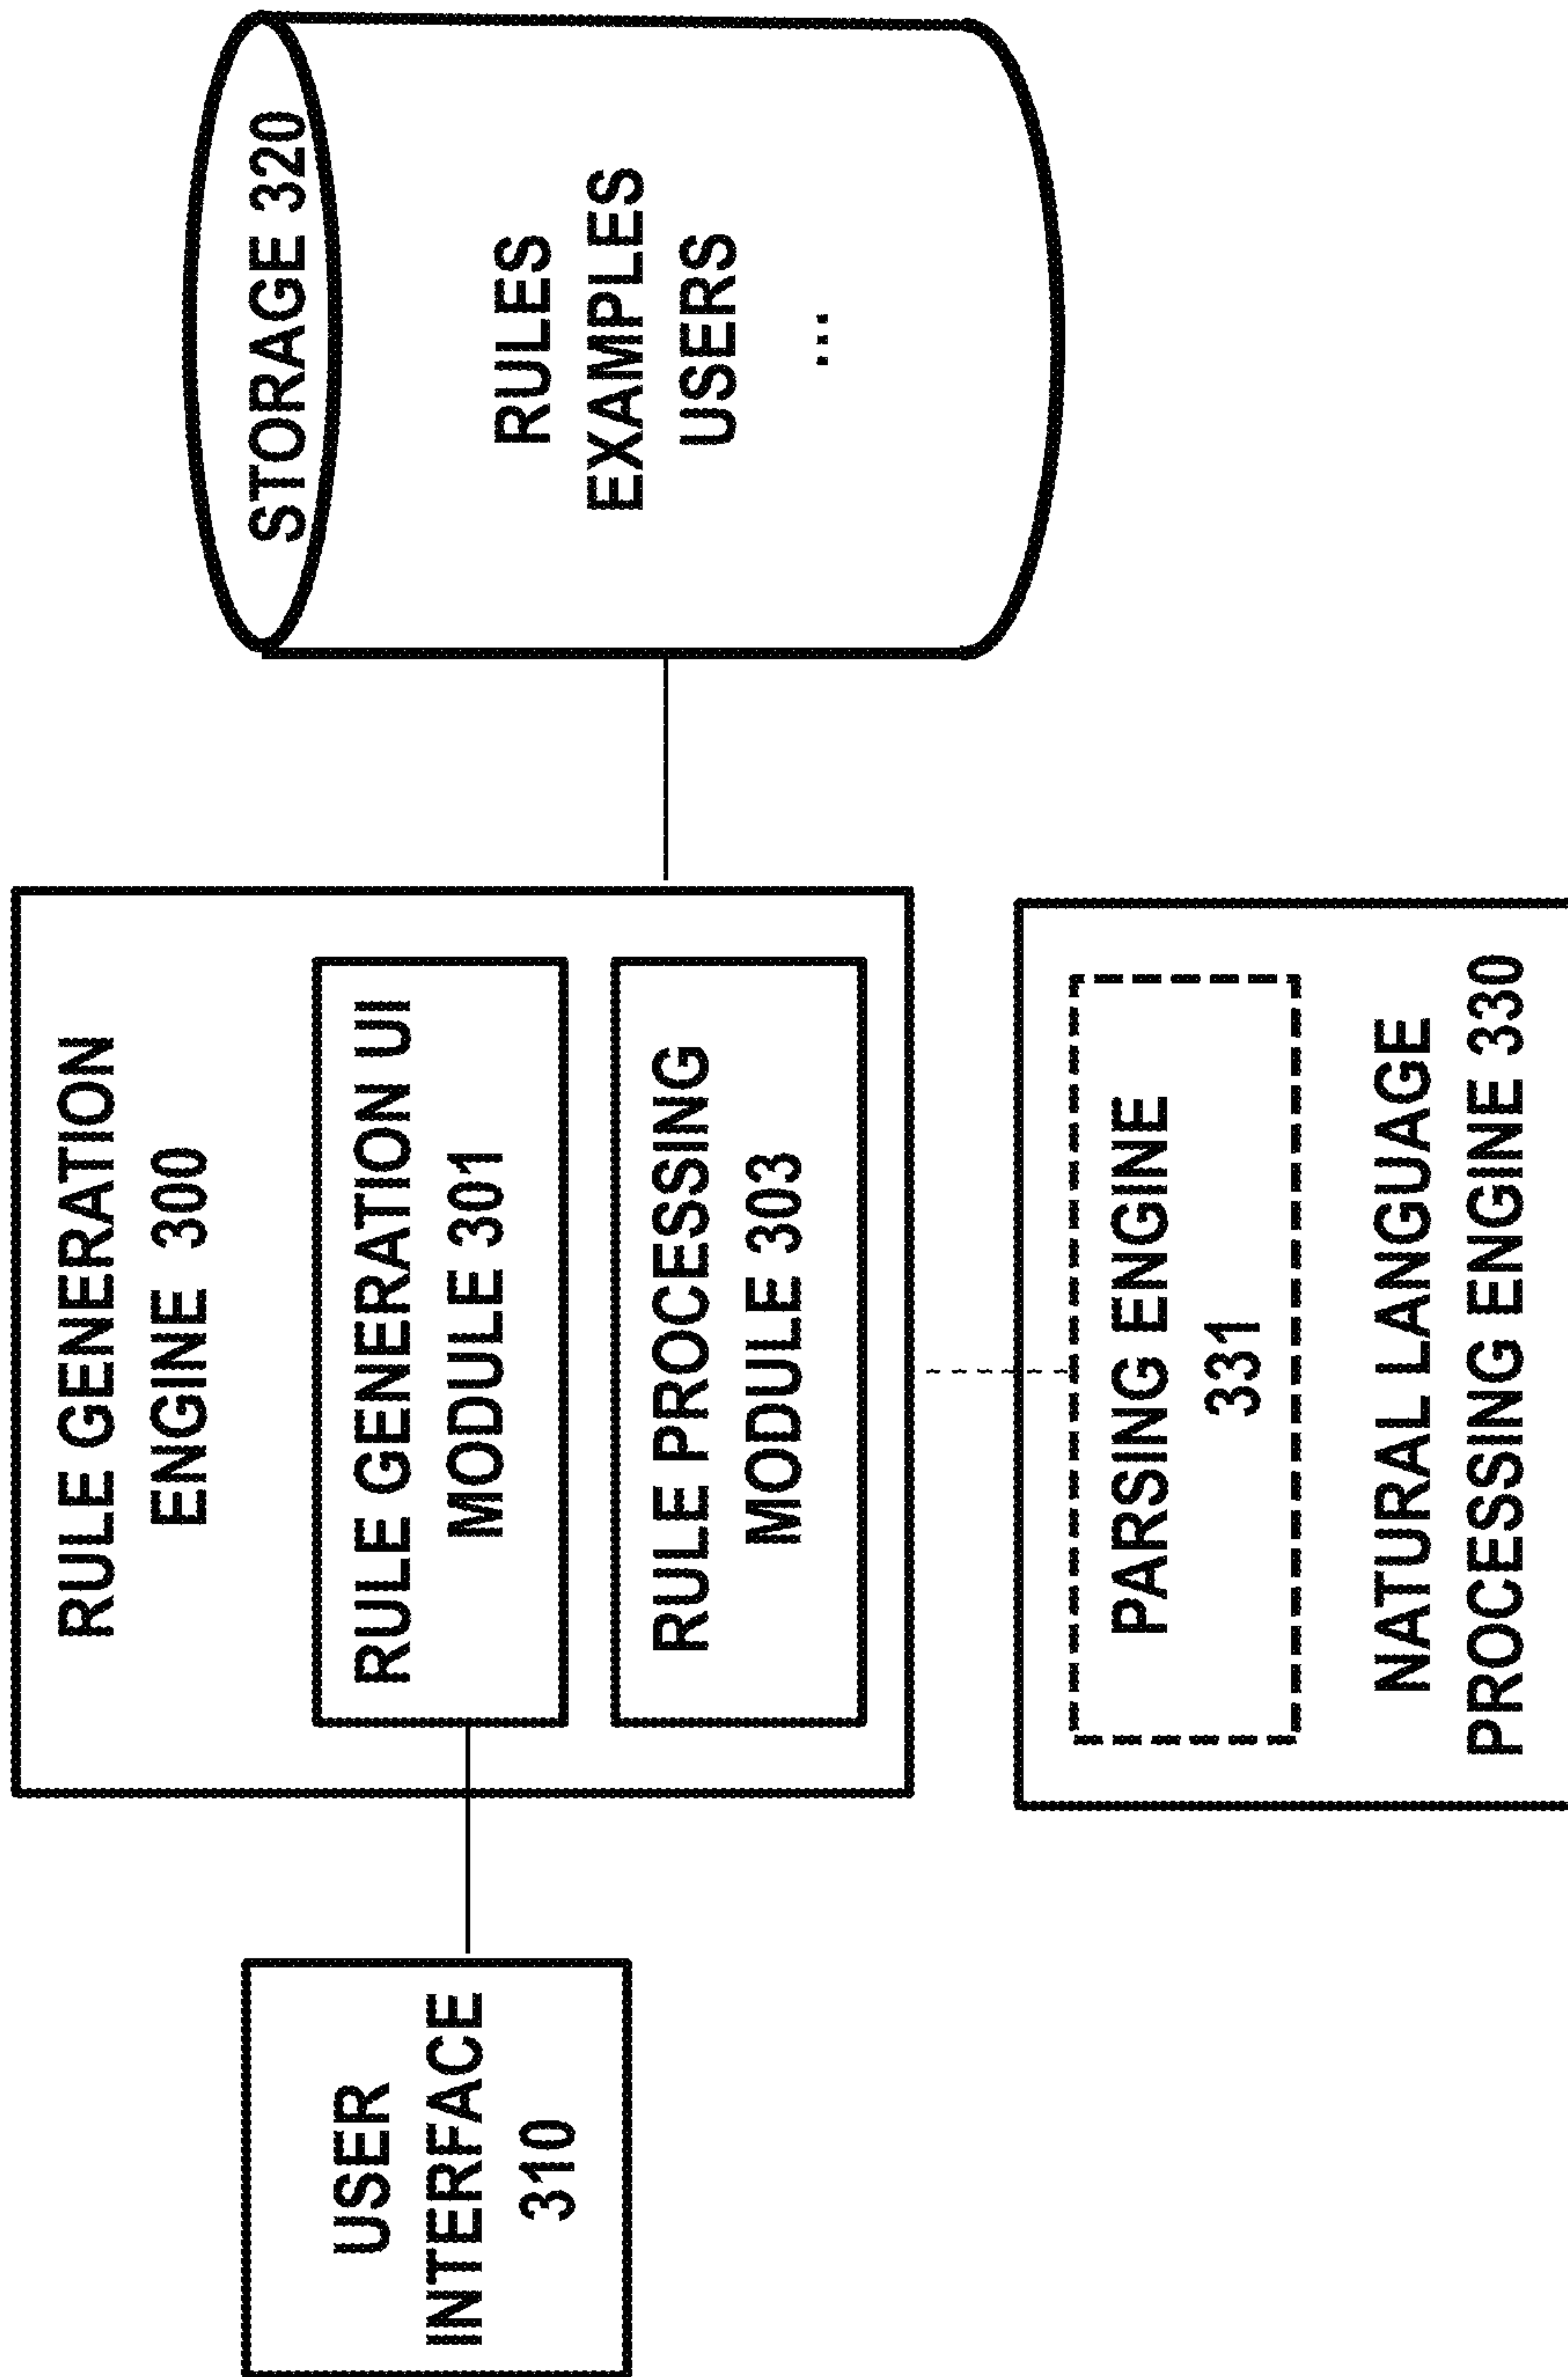 USER
INTERFACE
310
RULE GENERATION
ENGINE 300
RULE GENERATION UI
MODULE 301
RULE PROCESSING
MODULE 303
PARSING ENGINE
331
NATURAL LANGUAGE
PROCESSING ENGINE 330
STORAGE 320
RULES
EXAMPLES
USERS
...